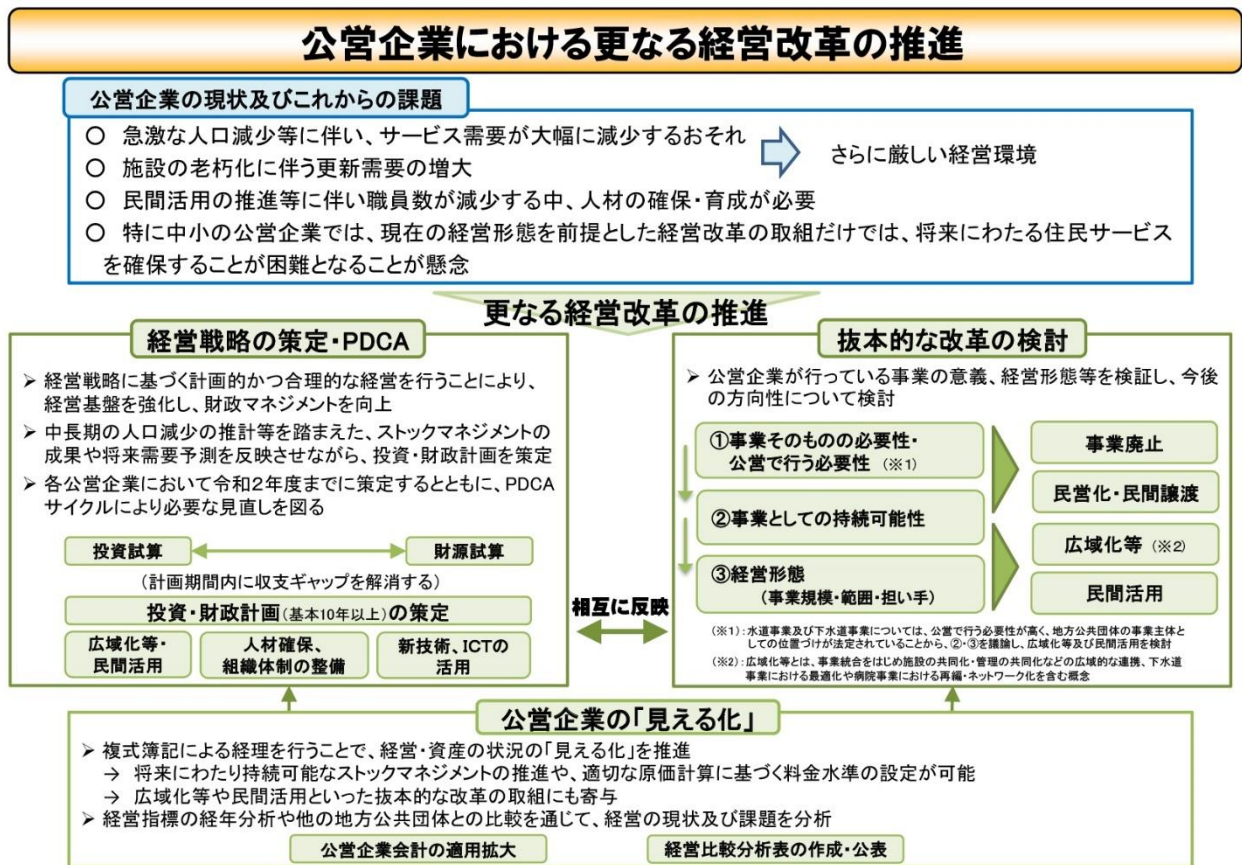 公営企業における更なる経営改革の推進
公営企業の現状及びこれからの課題
○ 急激な人口減少等に伴い、サービス需要が大幅に減少するおそれ
○ 施設の老朽化に伴う更新需要の増大
さらに厳しい経営環境
○ 民間活用の推進等に伴い職員数が減少する中、人材の確保・育成が必要
○ 特に中小の公営企業では、現在の経営形態を前提とした経営改革の取組だけでは、将来にわたる住民サービス
を確保することが困難となることが懸念
更なる経営改革の推進
経営戦略の策定・PDCA
➢ 経営戦略に基づく計画的かつ合理的な経営を行うことにより、
経営基盤を強化し、財政マネジメントを向上
➢ 中長期の人口減少の推計等を踏まえた、ストックマネジメントの
成果や将来需要予測を反映させながら、投資・財政計画を策定
➢ 各公営企業において令和2年度までに策定するとともに、PDCA
サイクルにより必要な見直しを図る
投資試算
財源試算
(計画期間内に収支ギャップを解消する)
投資・財政計画(基本10年以上)の策定
広域化等・
民間活用
人材確保、
組織体制の整備
新技術、ICTの
活用
相互に反映
抜本的な改革の検討
➢ 公営企業が行っている事業の意義、経営形態等を検証し、今後
の方向性について検討
①事業そのものの必要性・
公営で行う必要性 (※1)
②事業としての持続可能性
③経営形態
(事業規模・範囲・担い手)
事業廃止
民営化・民間譲渡
広域化等 (※2)
民間活用
(※1):水道事業及び下水道事業については、公営で行う必要性が高く、地方公共団体の事業主体と
しての位置づけが法定されていることから、②・③を議論し、広域化等及び民間活用を検討
(※2):広域化等とは、事業統合をはじめ施設の共同化・管理の共同化などの広域的な連携、下水道
事業における最適化や病院事業における再編・ネットワーク化を含む概念
公営企業の「見える化」
➢ 複式簿記による経理を行うことで、経営・資産の状況の「見える化」を推進
→ 将来にわたり持続可能なストックマネジメントの推進や、適切な原価計算に基づく料金水準の設定が可能
→ 広域化等や民間活用といった抜本的な改革の取組にも寄与
➢ 経営指標の経年分析や他の地方公共団体との比較を通じて、経営の現状及び課題を分析
公営企業会計の適用拡大
経営比較分析表の作成・公表